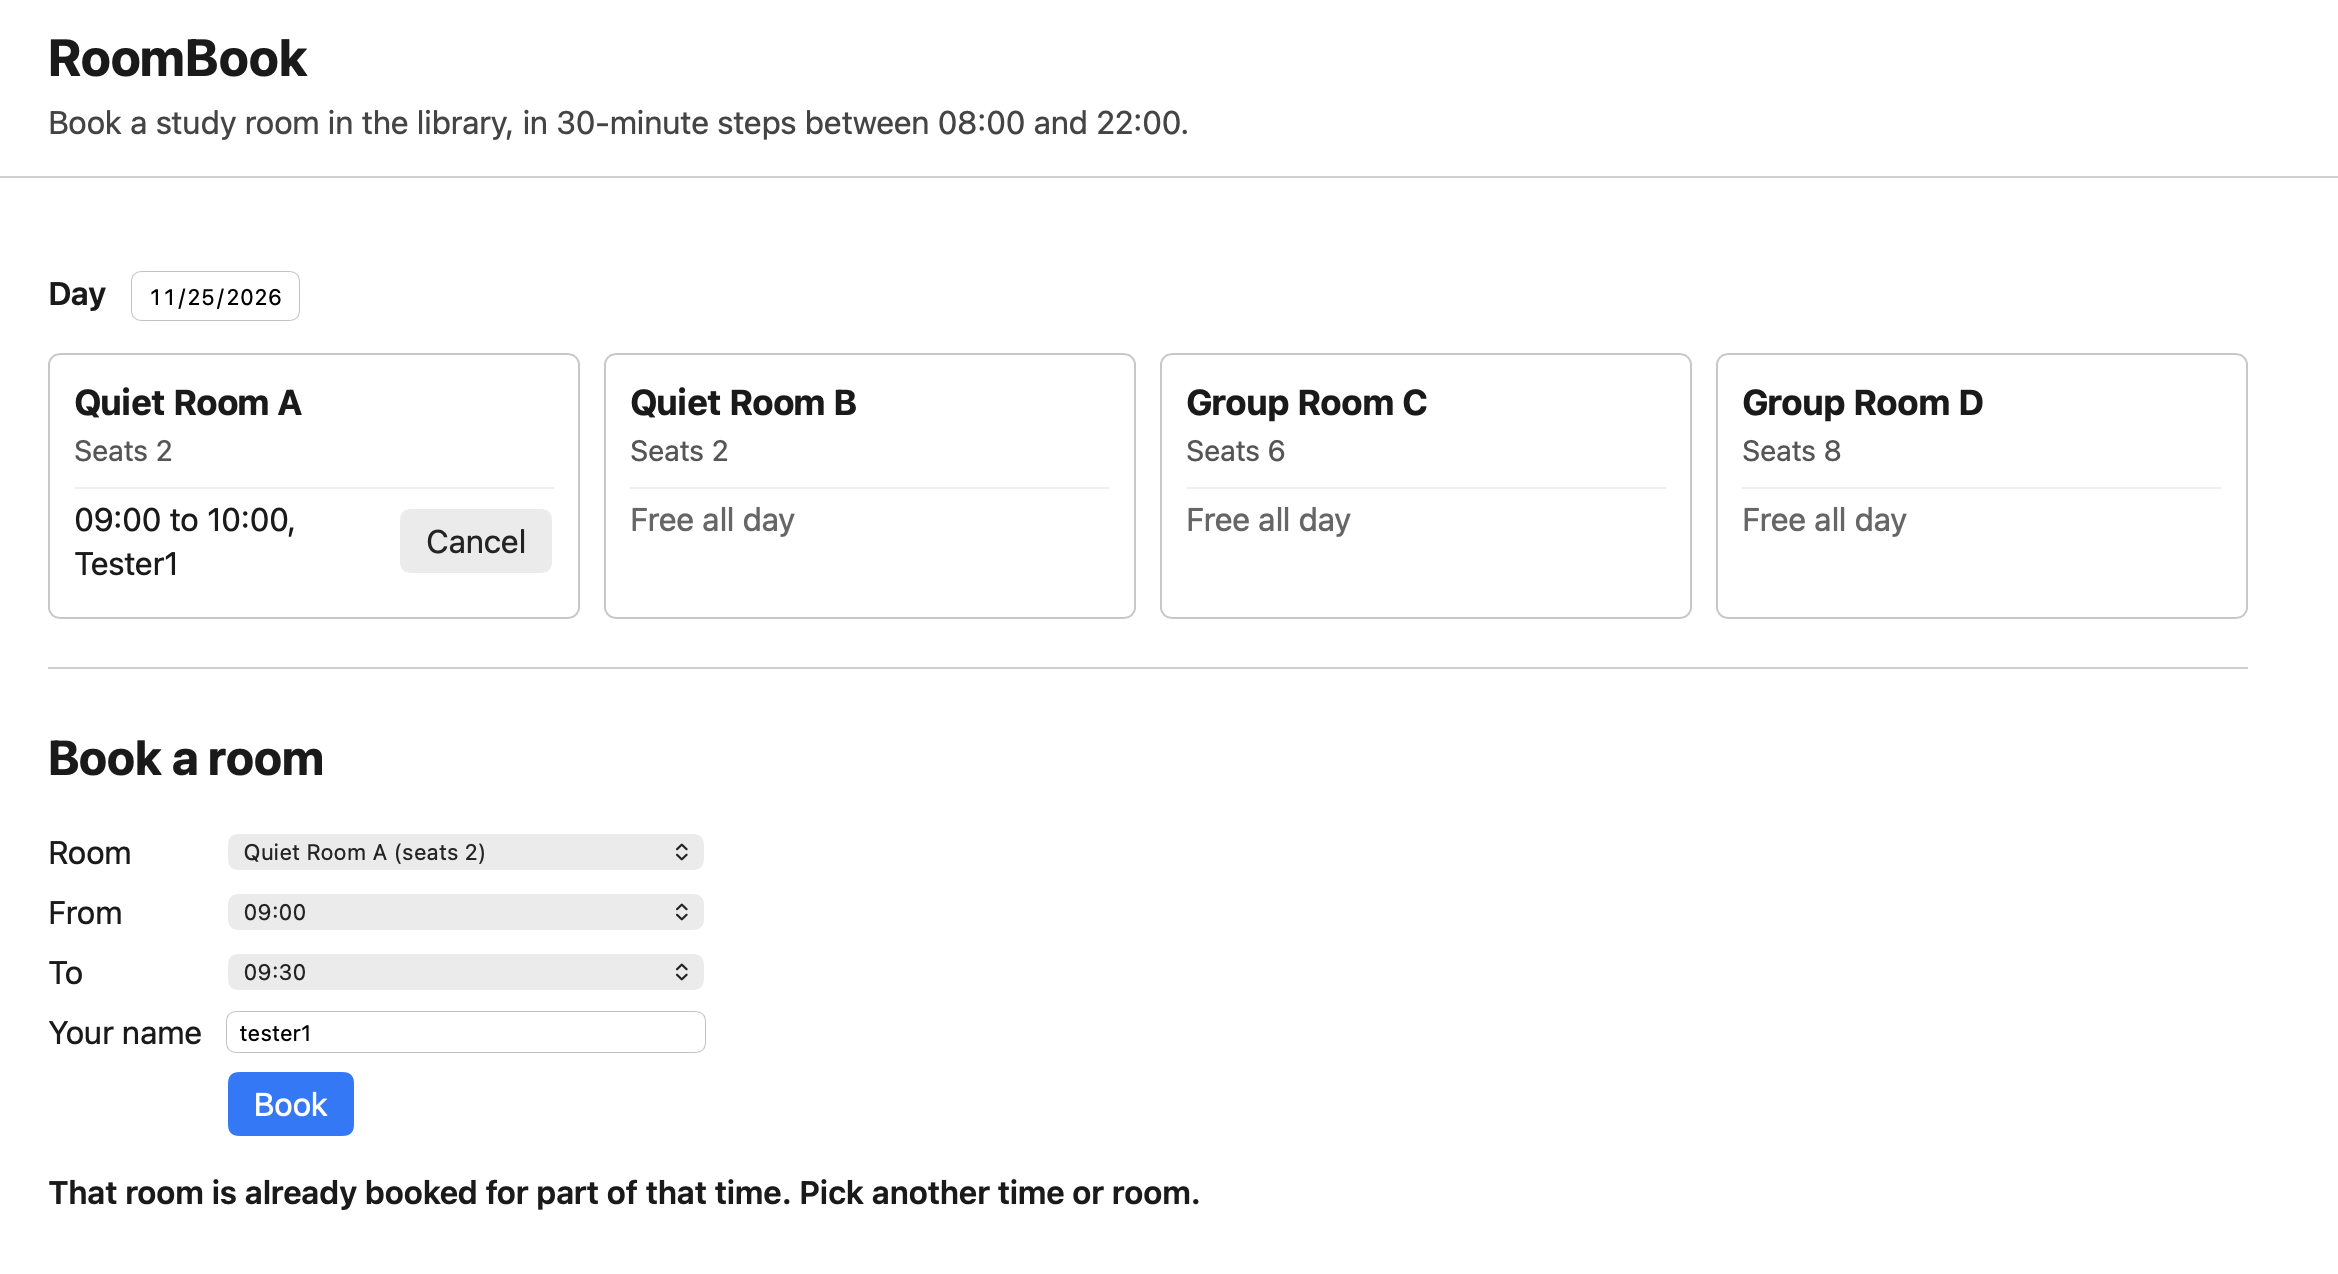 RoomBook
Book a study room in the library, in 30-minute steps between 08:00 and 22:00.
Day 11/25/2026
Quiet Room A
Seats 2
09:00 to 10:00,
Tester1
Cancel
Quiet Room B
Seats 2
Free all day
Group Room C
Seats 6
Free all day
Group Room D
Seats 8
Free all day
Book a room
Room Quiet Room A (seats 2)
From 09:00
To 09:30
Your name tester1
Book
That room is already booked for part of that time. Pick another time or room.